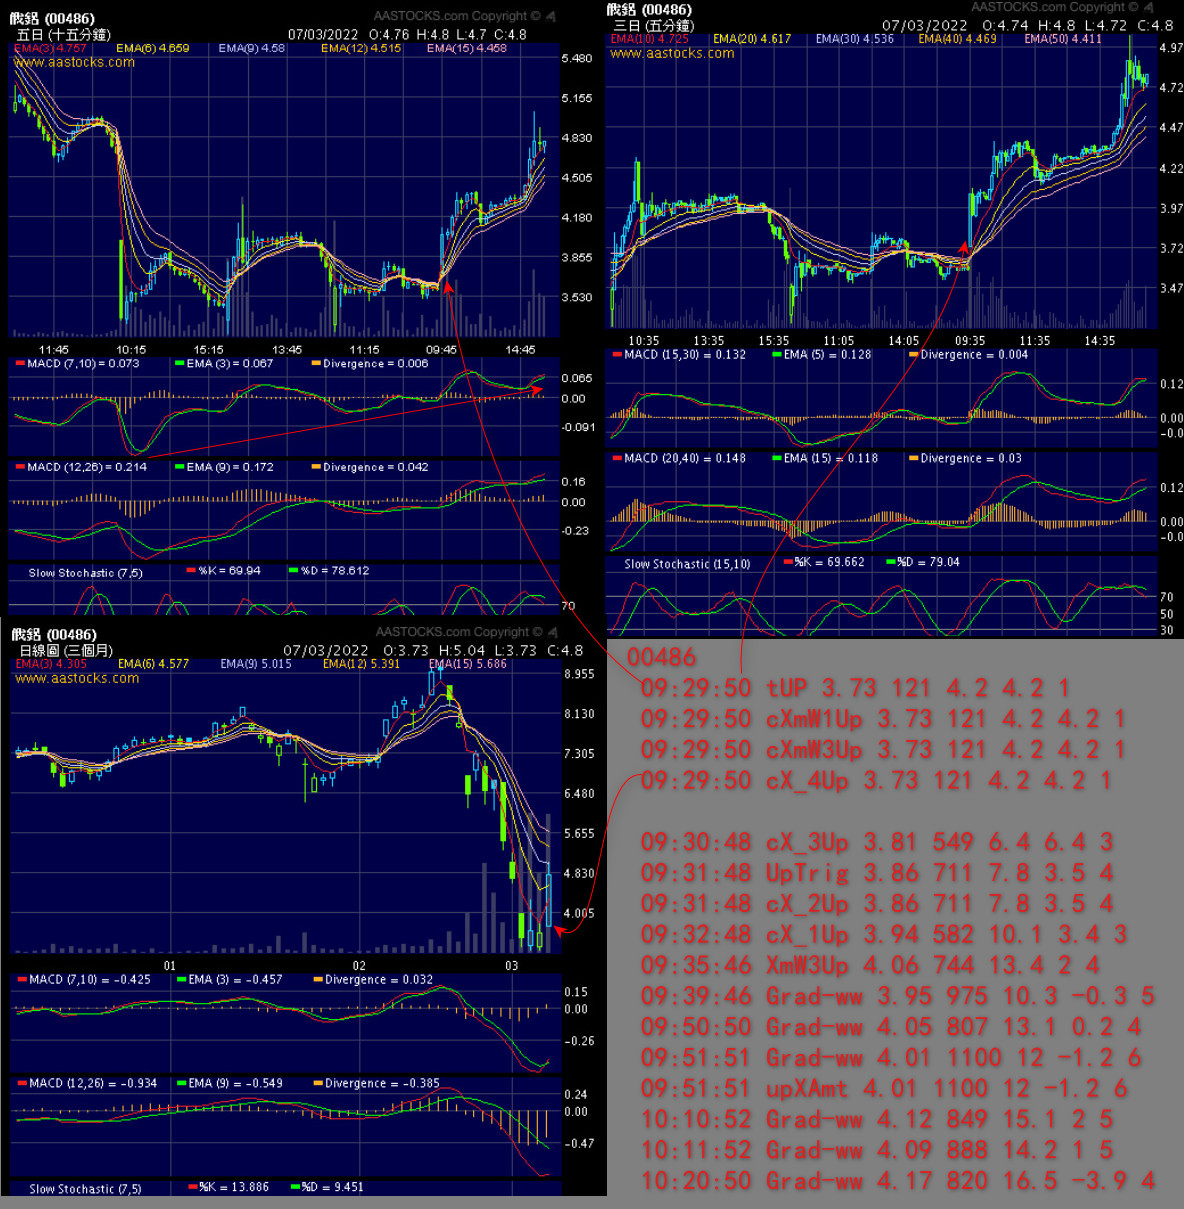 俄鋁 (00486)
AASTOCKS.com Copyright ©
五日 (十五分鐘)
07/03/2022 O:4.76 H:4.8 L:4.7 C:4.8
EMA(3) 4.767 EMA(6) 4.659 EMA(9) 4.58 EMA(12) 4.515 EMA(15) 4.458
www.aastocks.com
5.480
5.155
4.830
4.505
4.180
3.855
3.530
11:45 10:15 15:15 13:45 11:15 09:45 14:45
MACD (7,10) = 0.073 EMA (3) = 0.067 Divergence = 0.006
0.065
0.00
-0.091
MACD (12,26) = 0.214 EMA (9) = 0.172 Divergence = 0.042
0.16
0.00
-0.23
Slow Stochastic (7,5) %K = 69.94 %D = 78.612
70
俄鋁 (00486)
AASTOCKS.com Copyright ©
三日 (五分鐘)
07/03/2022 O:4.74 H:4.8 L:4.72 C:4.8
EMA(10) 4.725 EMA(20) 4.617 EMA(30) 4.536 EMA(40) 4.469 EMA(50) 4.411
www.aastocks.com
4.97
4.72
4.47
4.22
3.97
3.72
3.47
10:35 13:35 15:35 11:05 14:05 09:35 11:35 14:35
MACD (15,30) = 0.132 EMA (5) = 0.128 Divergence = 0.004
0.12
0.00
-0.0
MACD (20,40) = 0.148 EMA (15) = 0.118 Divergence = 0.03
0.12
0.00
-0.0
Slow Stochastic (15,10) %K = 69.662 %D = 79.04
70
50
30
俄鋁 (00486)
AASTOCKS.com Copyright ©
日線圖 (三個月)
07/03/2022 O:3.73 H:5.04 L:3.73 C:4.8
EMA(3) 4.305 EMA(6) 4.577 EMA(9) 5.015 EMA(12) 5.391 EMA(15) 5.686
www.aastocks.com
8.955
8.130
7.305
6.480
5.655
4.830
4.005
01 02 03
MACD (7,10) = -0.425 EMA (3) = -0.457 Divergence = 0.032
0.15
0.00
-0.26
MACD (12,26) = -0.934 EMA (9) = -0.549 Divergence = -0.385
0.24
0.00
-0.47
Slow Stochastic (7,5) %K = 13.886 %D = 9.451
00486
09:29:50 tUP 3.73 121 4.2 4.2 1
09:29:50 cXmW1Up 3.73 121 4.2 4.2 1
09:29:50 cXmW3Up 3.73 121 4.2 4.2 1
09:29:50 cX_4Up 3.73 121 4.2 4.2 1
09:30:48 cX_3Up 3.81 549 6.4 6.4 3
09:31:48 UpTrig 3.86 711 7.8 3.5 4
09:31:48 cX_2Up 3.86 711 7.8 3.5 4
09:32:48 cX_1Up 3.94 582 10.1 3.4 3
09:35:46 XmW3Up 4.06 744 13.4 2 4
09:39:46 Grad-ww 3.95 975 10.3 -0.3 5
09:50:50 Grad-ww 4.05 807 13.1 0.2 4
09:51:51 Grad-ww 4.01 1100 12 -1.2 6
09:51:51 upXAmt 4.01 1100 12 -1.2 6
10:10:52 Grad-ww 4.12 849 15.1 2 5
10:11:52 Grad-ww 4.09 888 14.2 1 5
10:20:50 Grad-ww 4.17 820 16.5 -3.9 4